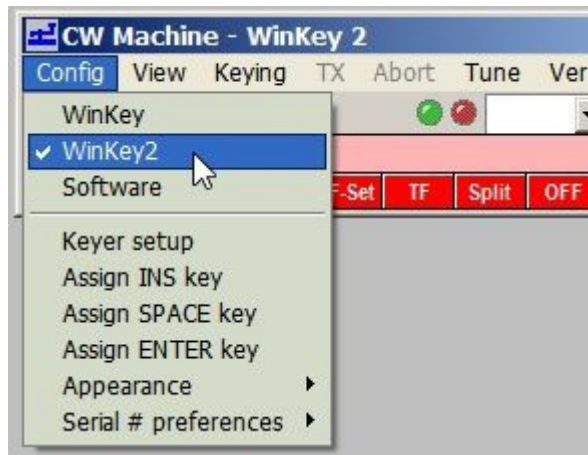 CW Machine - WinKey 2
Config View Keying TX Abort Tune Ver
WinKey
WinKey2
Software
F-Set TF Split OFF
Keyer setup
Assign INS key
Assign SPACE key
Assign ENTER key
Appearance
Serial # preferences